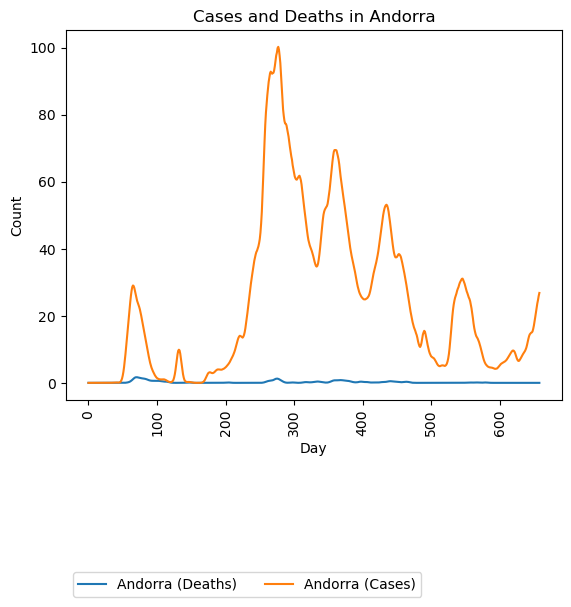 Cases and Deaths in Andorra
100
80
60
40
20
0
Count
0 100 200 300 400 500 600
Day
Andorra (Deaths) Andorra (Cases)